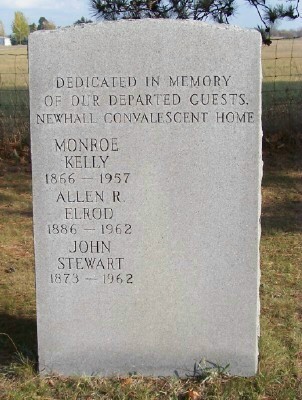 DEDICATED IN MEMORY
OF OUR DEPARTED GUESTS.
NEWHALL CONVALESCENT HOME
MONROE
KELLY
1866 — 1957
ALLEN R.
ELROD
1886 — 1962
JOHN
STEWART
1873 — 1962